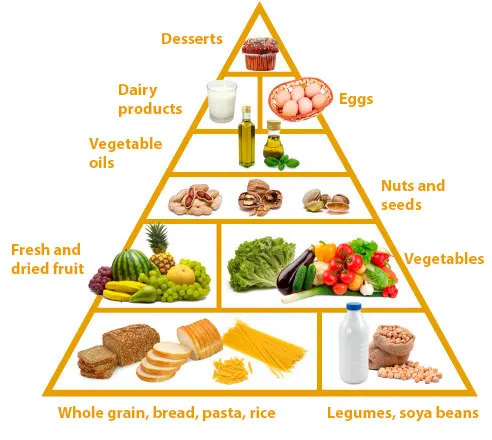 Desserts
Dairy
products
Eggs
Vegetable
oils
Nuts and
seeds
Fresh and
dried fruit
Vegetables
Whole grain, bread, pasta, rice
Legumes, soya beans